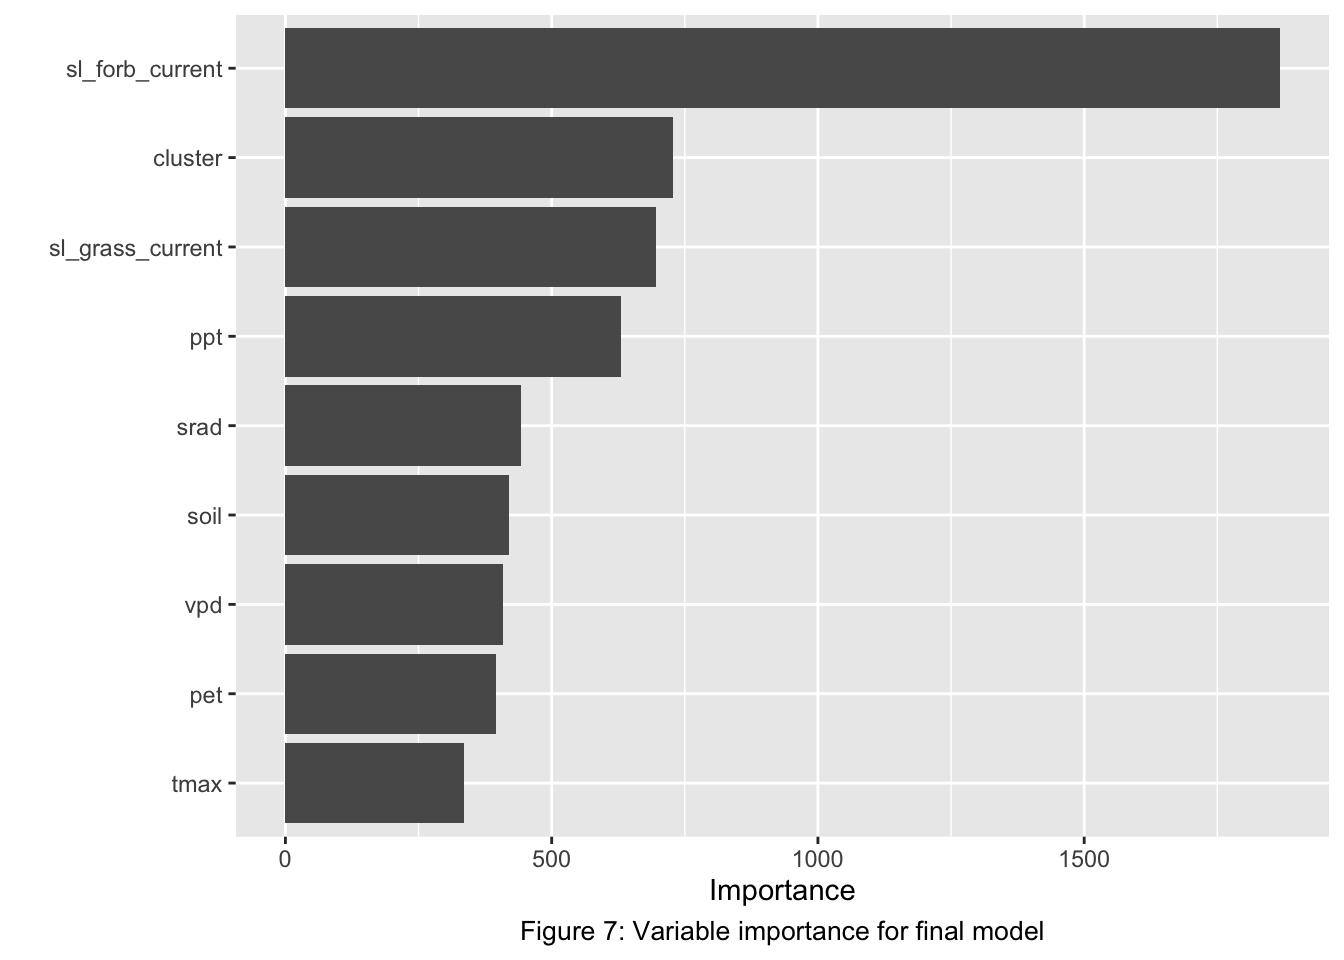 sl_forb_current
cluster
sl_grass_current
ppt
srad
soil
vpd
pet
tmax
0 500 1000 1500
Importance
Figure 7: Variable importance for final model